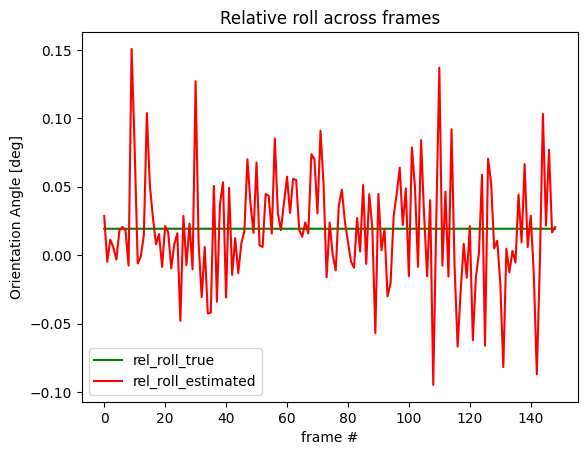 Relative roll across frames
Orientation Angle [deg]
0.15
0.10
0.05
0.00
−0.05
−0.10
rel_roll_true
rel_roll_estimated
0 20 40 60 80 100 120 140
frame #